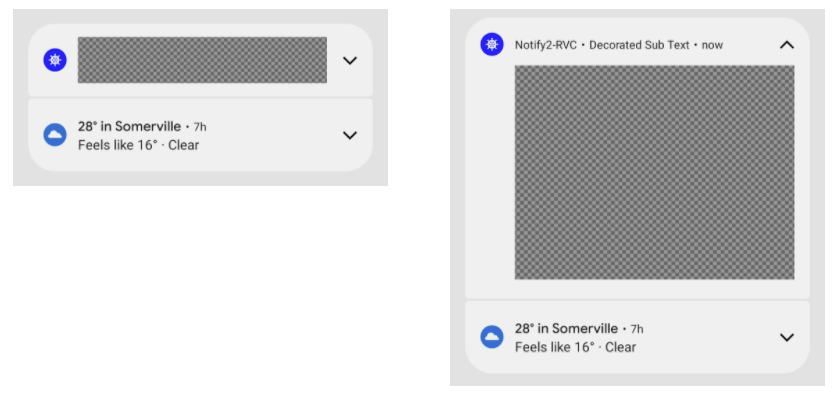 28° in Somerville • 7h
Feels like 16° · Clear
Notify2-RVC • Decorated Sub Text • now
28° in Somerville • 7h
Feels like 16° · Clear